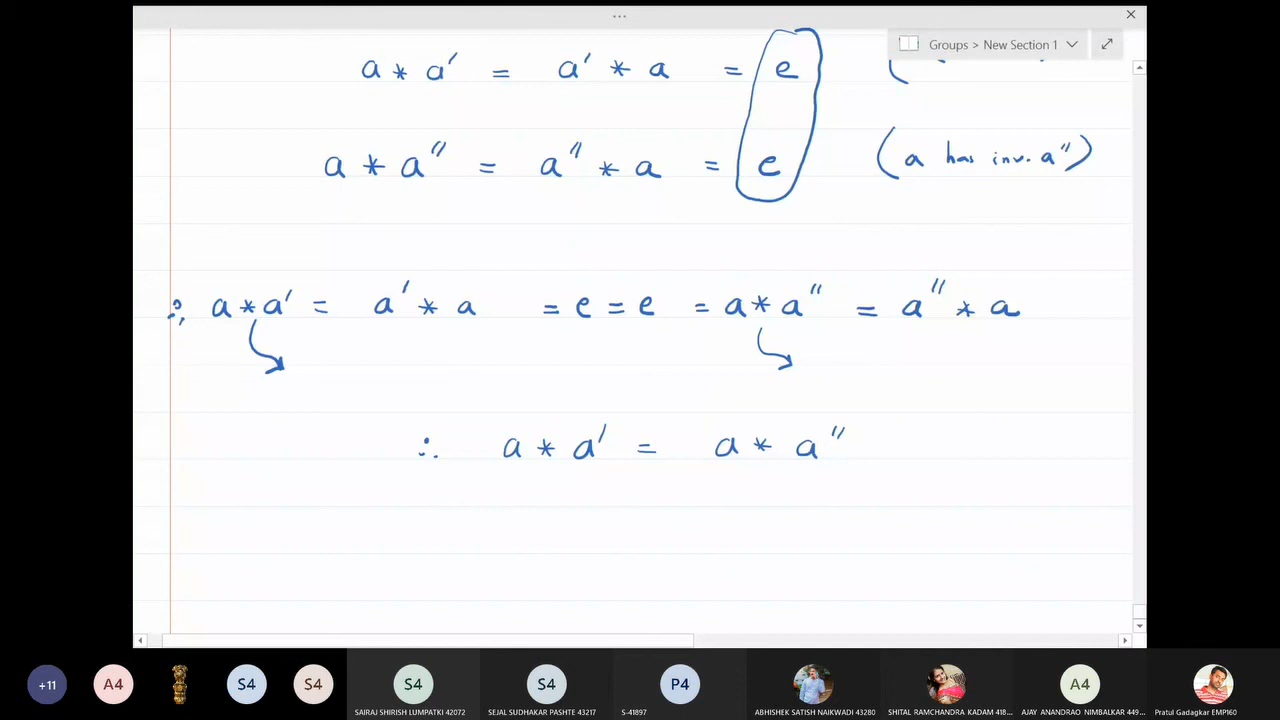 Groups > New Section 1
a * a' = a' * a = e (
a * a'' = a'' * a = e (a has inv. a'')
∴, a * a' = a' * a = e = e = a * a'' = a'' * a
∴ a * a' = a * a''
+11 A4 S4 S4 S4 S4 P4 A4
SAIRAJ SHIRISH LUMPATKI 42072 SEJAL SUDHAKAR PASHTE 43217 S-41897 ABHISHEK SATISH NAIKWADI 43280 SHITAL RAMCHANDRA KADAM 418... AJAY ANANDRAO NIMBALKAR 449... Pratul Gadagkar EMP160